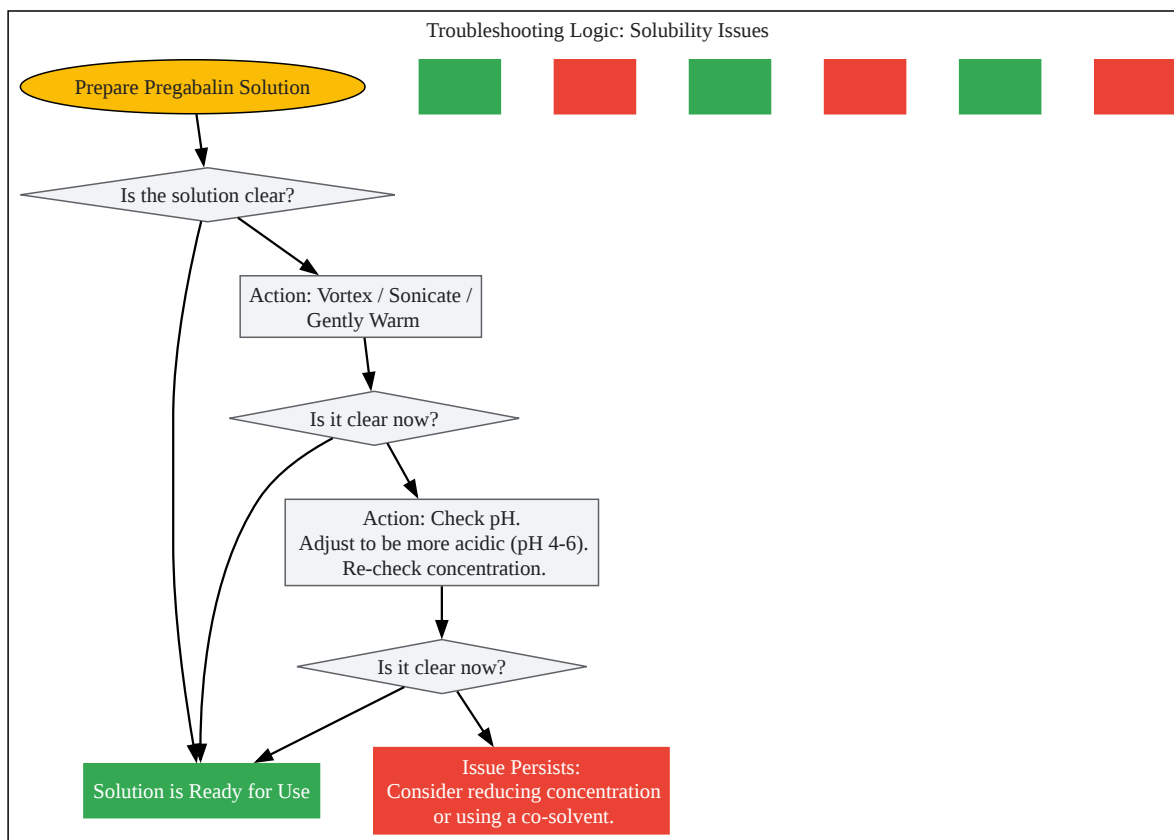 Troubleshooting Logic: Solubility Issues
Prepare Pregabalin Solution
Is the solution clear?
Action: Vortex / Sonicate /
Gently Warm
Is it clear now?
Action: Check pH.
Adjust to be more acidic (pH 4-6).
Re-check concentration.
Is it clear now?
Solution is Ready for Use
Issue Persists:
Consider reducing concentration
or using a co-solvent.